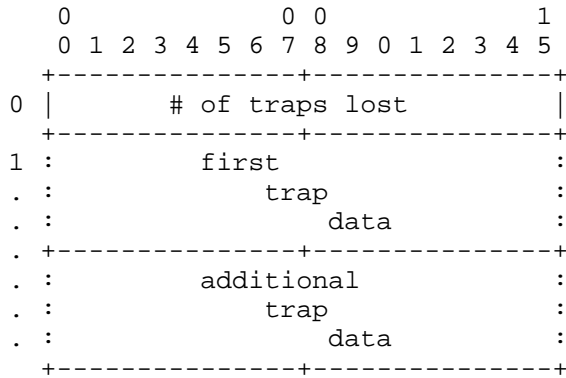 0 0 0 1
0 1 2 3 4 5 6 7 8 9 0 1 2 3 4 5
+---------------+---------------+
0 | # of traps lost |
+---------------+---------------+
1 : first :
. : trap :
. : data :
. +---------------+---------------+
. : additional :
. : trap :
. : data :
+---------------+---------------+